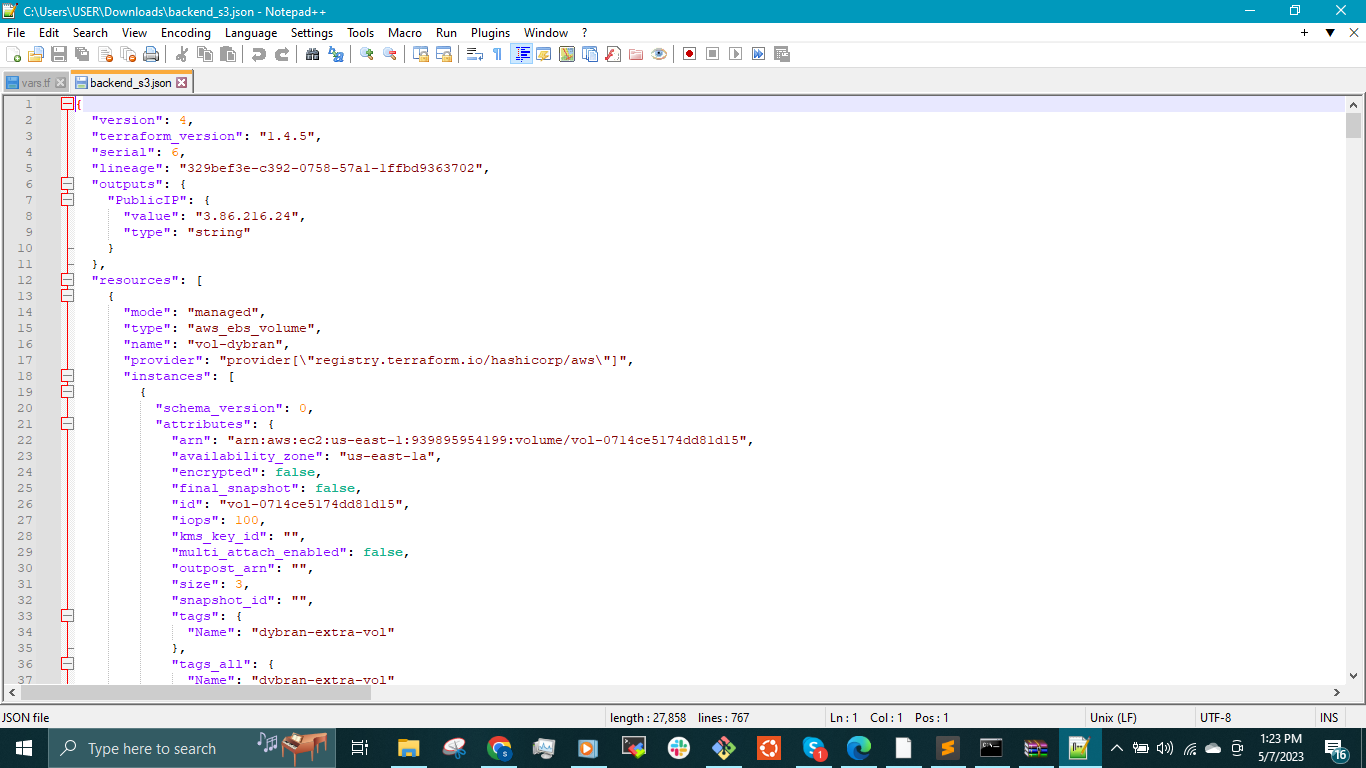 C:\Users\USER\Downloads\backend_s3.json - Notepad++
File Edit Search View Encoding Language Settings Tools Macro Run Plugins Window ?
vars.tf backend_s3.json
1 {
2 "version": 4,
3 "terraform_version": "1.4.5",
4 "serial": 6,
5 "lineage": "329bef3e-c392-0758-57a1-1ffbd9363702",
6 "outputs": {
7 "PublicIP": {
8 "value": "3.86.216.24",
9 "type": "string"
10 }
11 },
12 "resources": [
13 {
14 "mode": "managed",
15 "type": "aws_ebs_volume",
16 "name": "vol-dybran",
17 "provider": "provider[\"registry.terraform.io/hashicorp/aws\"]",
18 "instances": [
19 {
20 "schema_version": 0,
21 "attributes": {
22 "arn": "arn:aws:ec2:us-east-1:939895954199:volume/vol-0714ce5174dd81d15",
23 "availability_zone": "us-east-1a",
24 "encrypted": false,
25 "final_snapshot": false,
26 "id": "vol-0714ce5174dd81d15",
27 "iops": 100,
28 "kms_key_id": "",
29 "multi_attach_enabled": false,
30 "outpost_arn": "",
31 "size": 3,
32 "snapshot_id": "",
33 "tags": {
34 "Name": "dybran-extra-vol"
35 },
36 "tags_all": {
37 "Name": "dybran-extra-vol"
JSON file length : 27,858 lines : 767 Ln : 1 Col : 1 Pos : 1 Unix (LF) UTF-8 INS
Type here to search 1 1:23 PM
5/7/2023 16